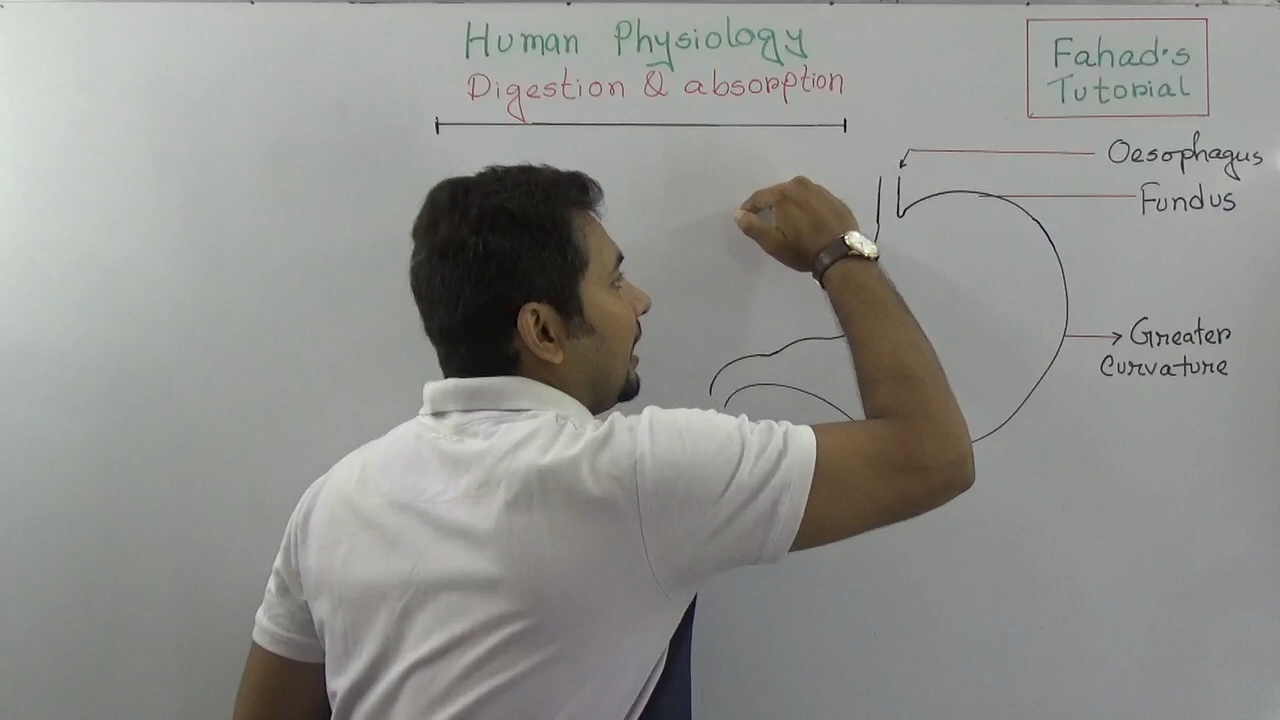 Human Physiology
Digestion & absorption
Fahad's
Tutorial
Oesophagus
Fundus
Greater
Curvature